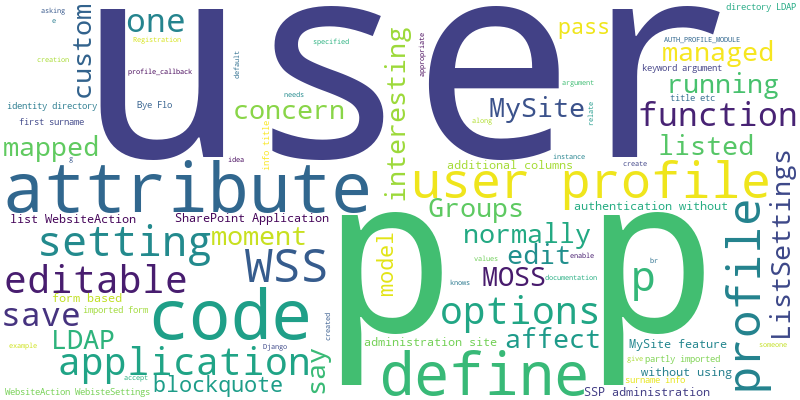 user
asking
e
custom
one
Registration
creation
profile_callback
default
specified
appropriate
interesting
pass
directory LDAP
AUTH_PROFILE_MODULE
managed
keyword argument
running
title etc
function
identity directory
Bye Flo
first surname
concern
needs
info title
MySite
argument
along
relate
instance
mapped
g
idea
listed
attribute
additional columns
create
user profile
list WebsiteAction
SharePoint Application
Groups
authentication without
p p
setting
moment
normally
edit
model
profile
ListSettings
editable
WSS
values
knows
MOSS
enable
documentation
br
p
form based
imported form
save
code
options
created
LDAP
Django
administration site
affect
MySite feature
example
someone
application
accept
blockquote
say
define
give
partly imported
without using
surname info
WebsiteAction WebsiteSettings
SSP administration